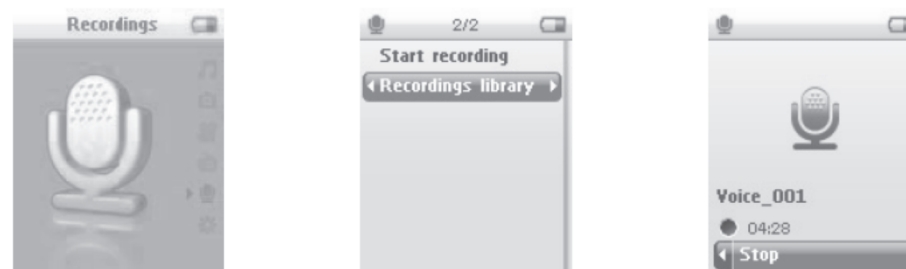 Recordings
2/2
Start recording
Recordings library
Voice_001
04:28
Stop